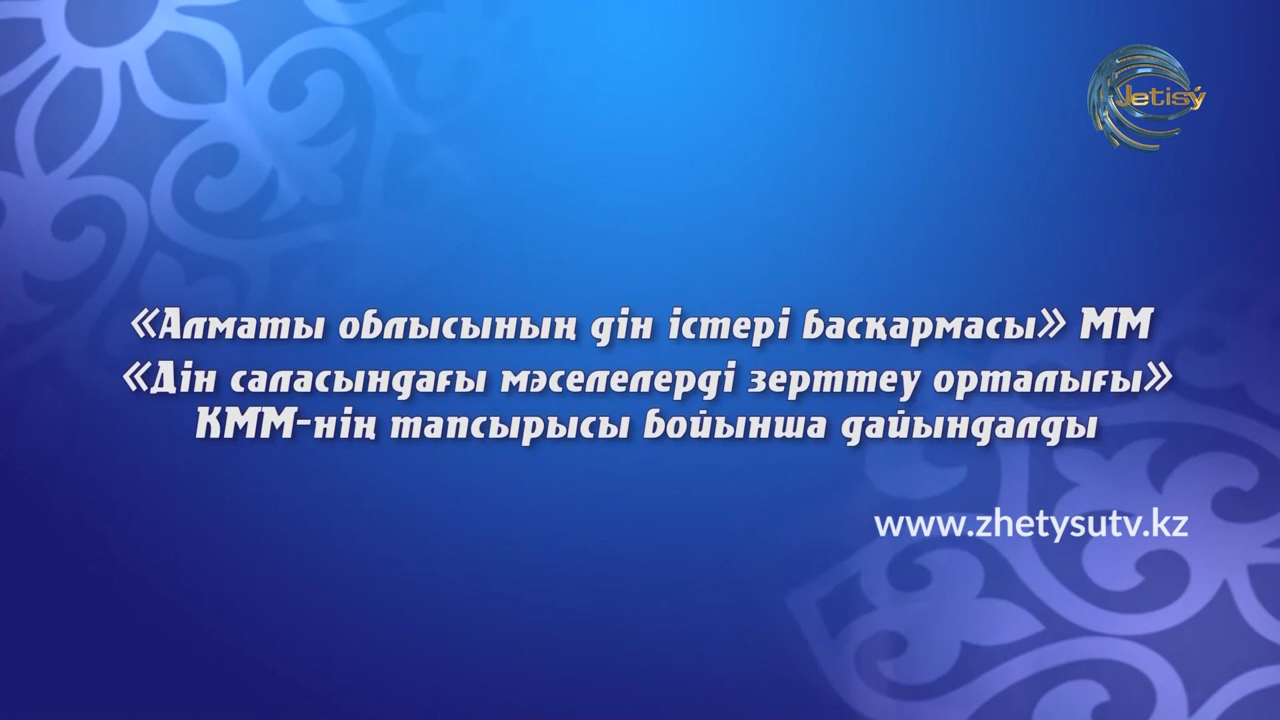 Jetisý
«Алматы облысының дін істері басқармасы» ММ
«Дін саласындағы мәселелерді зерттеу орталығы»
КММ-нің тапсырысы бойынша дайындалды
www.zhetysutv.kz